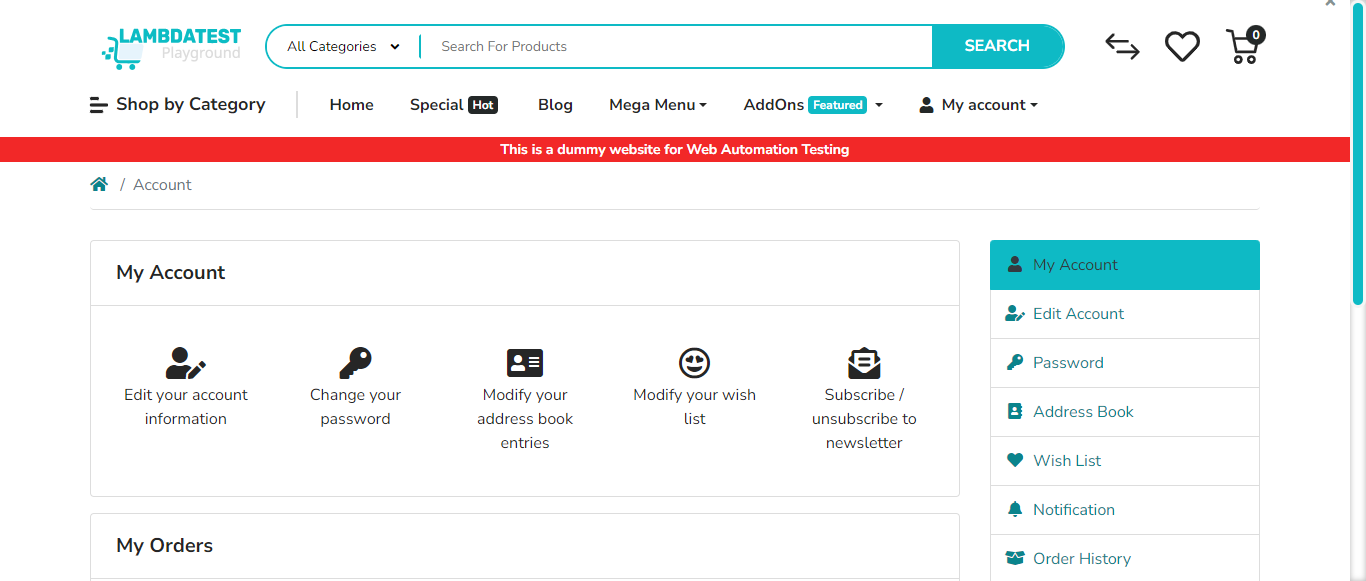 LAMBDATEST
Playground
All Categories
Search For Products
SEARCH
0
Shop by Category
Home
Special Hot
Blog
Mega Menu
AddOns Featured
My account
This is a dummy website for Web Automation Testing
/ Account
My Account
Edit your account
information
Change your
password
Modify your
address book
entries
Modify your wish
list
Subscribe /
unsubscribe to
newsletter
My Orders
My Account
Edit Account
Password
Address Book
Wish List
Notification
Order History